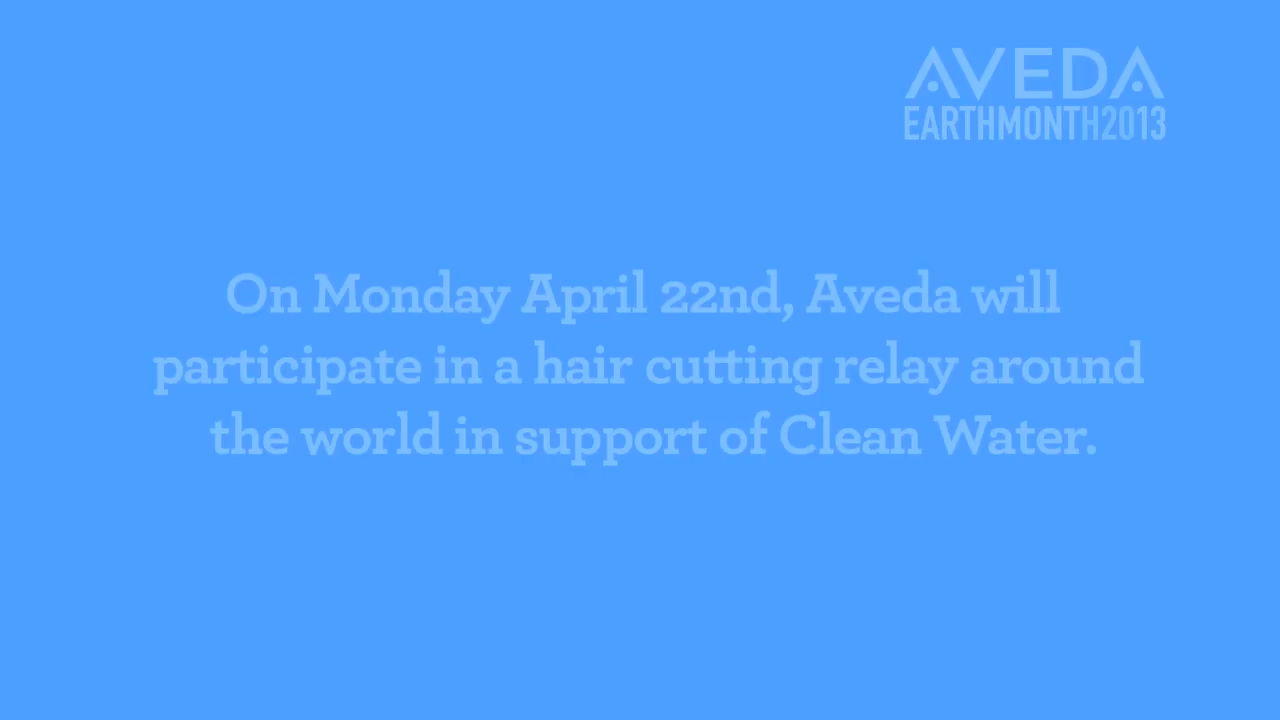 AVEDA
EARTHMONTH2013
On Monday April 22nd, Aveda will
participate in a hair cutting relay around
the world in support of Clean Water.